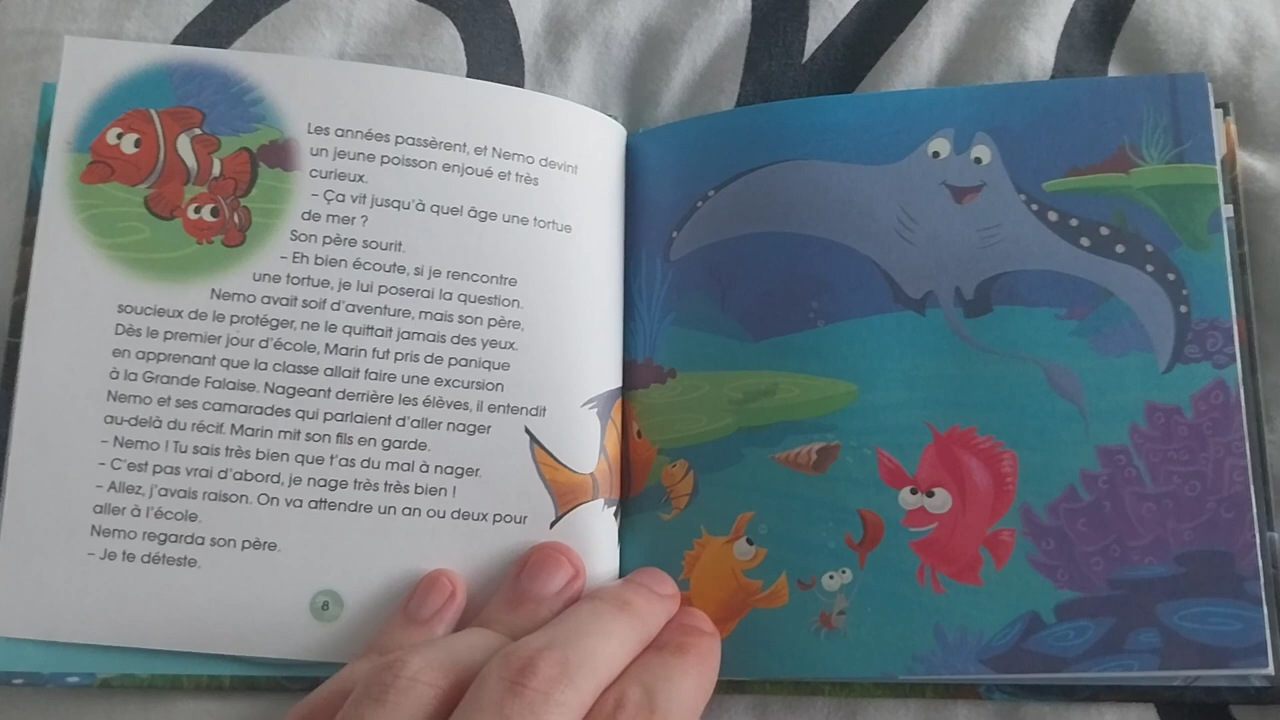 Les années passèrent, et Nemo devint
un jeune poisson enjoué et très
curieux.
– Ça vit jusqu'à quel âge une tortue
de mer ?
Son père sourit.
– Eh bien écoute, si je rencontre
une tortue, je lui poserai la question.
Nemo avait soif d'aventure, mais son père,
soucieux de le protéger, ne le quittait jamais des yeux.
Dès le premier jour d'école, Marin fut pris de panique
en apprenant que la classe allait faire une excursion
à la Grande Falaise. Nageant derrière les élèves, il entendit
Nemo et ses camarades qui parlaient d'aller nager
au-delà du récif. Marin mit son fils en garde.
– Nemo ! Tu sais très bien que t'as du mal à nager.
– C'est pas vrai d'abord, je nage très très bien !
– Allez, j'avais raison. On va attendre un an ou deux pour
aller à l'école.
Nemo regarda son père.
– Je te déteste.
8